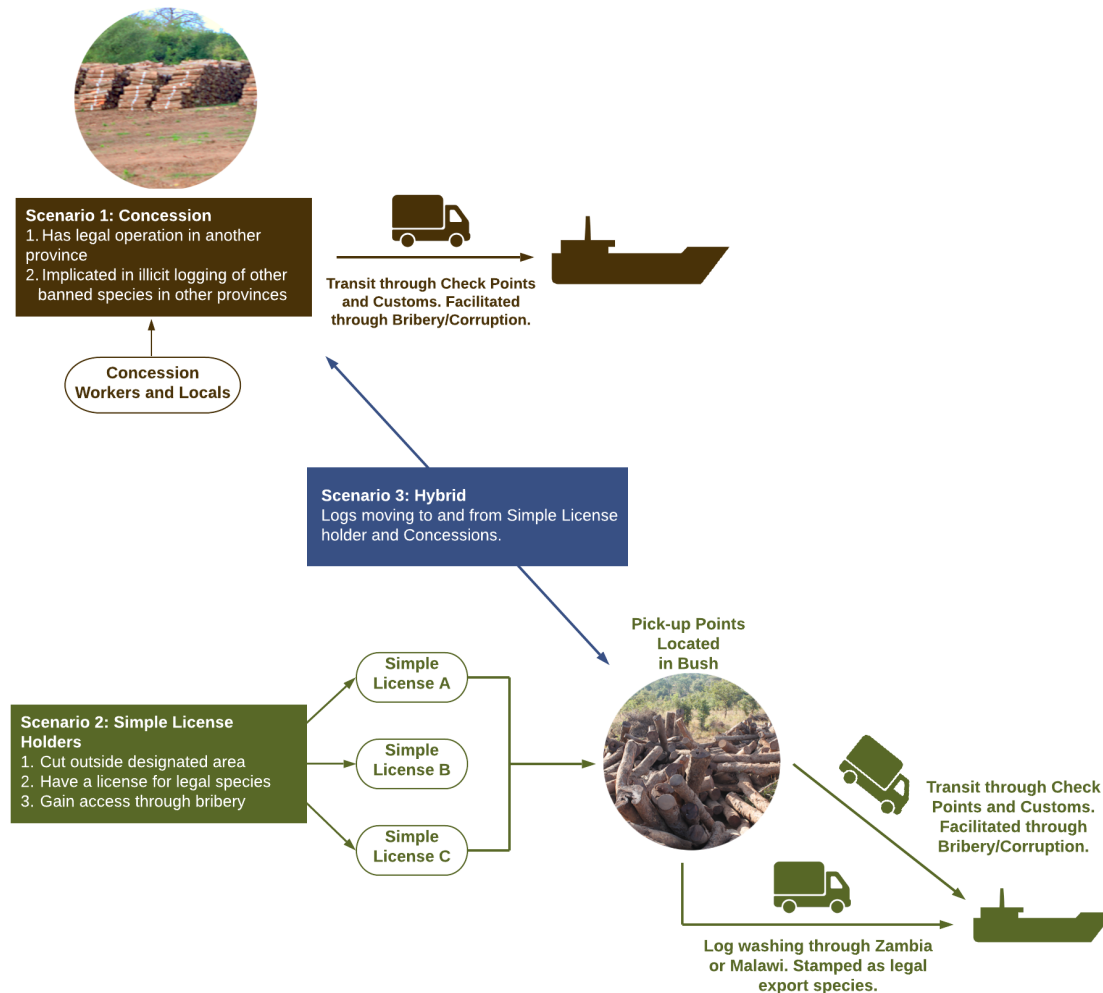 Scenario 1: Concession
1. Has legal operation in another
province
2. Implicated in illicit logging of other
banned species in other provinces
Transit through Check Points
and Customs. Facilitated
through Bribery/Corruption.
Concession
Workers and Locals
Scenario 3: Hybrid
Logs moving to and from Simple License
holder and Concessions.
Pick-up Points
Located
in Bush
Scenario 2: Simple License
Holders
1. Cut outside designated area
2. Have a license for legal species
3. Gain access through bribery
Simple
License A
Simple
License B
Simple
License C
Transit through Check
Points and Customs.
Facilitated through
Bribery/Corruption.
Log washing through Zambia
or Malawi. Stamped as legal
export species.